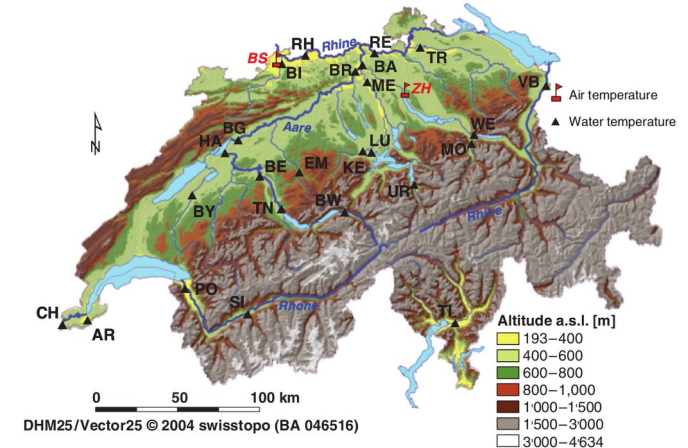 RH
Rhine
RE
BS
BI
BR
BA
TR
ME
ZH
VB
Air temperature
Water temperature
BG
Aare
HA
WE
MO
LU
KE
BE
EM
UR
BY
TN
BW
Rhine
PO
SI
Rhone
CH
AR
TI
Altitude a.s.l. [m]
193–400
400–600
600–800
800–1,000
1'000–1'500
1'500–3'000
3'000–4'634
0 50 100 km
DHM25/Vector25 © 2004 swisstopo (BA 046516)
N